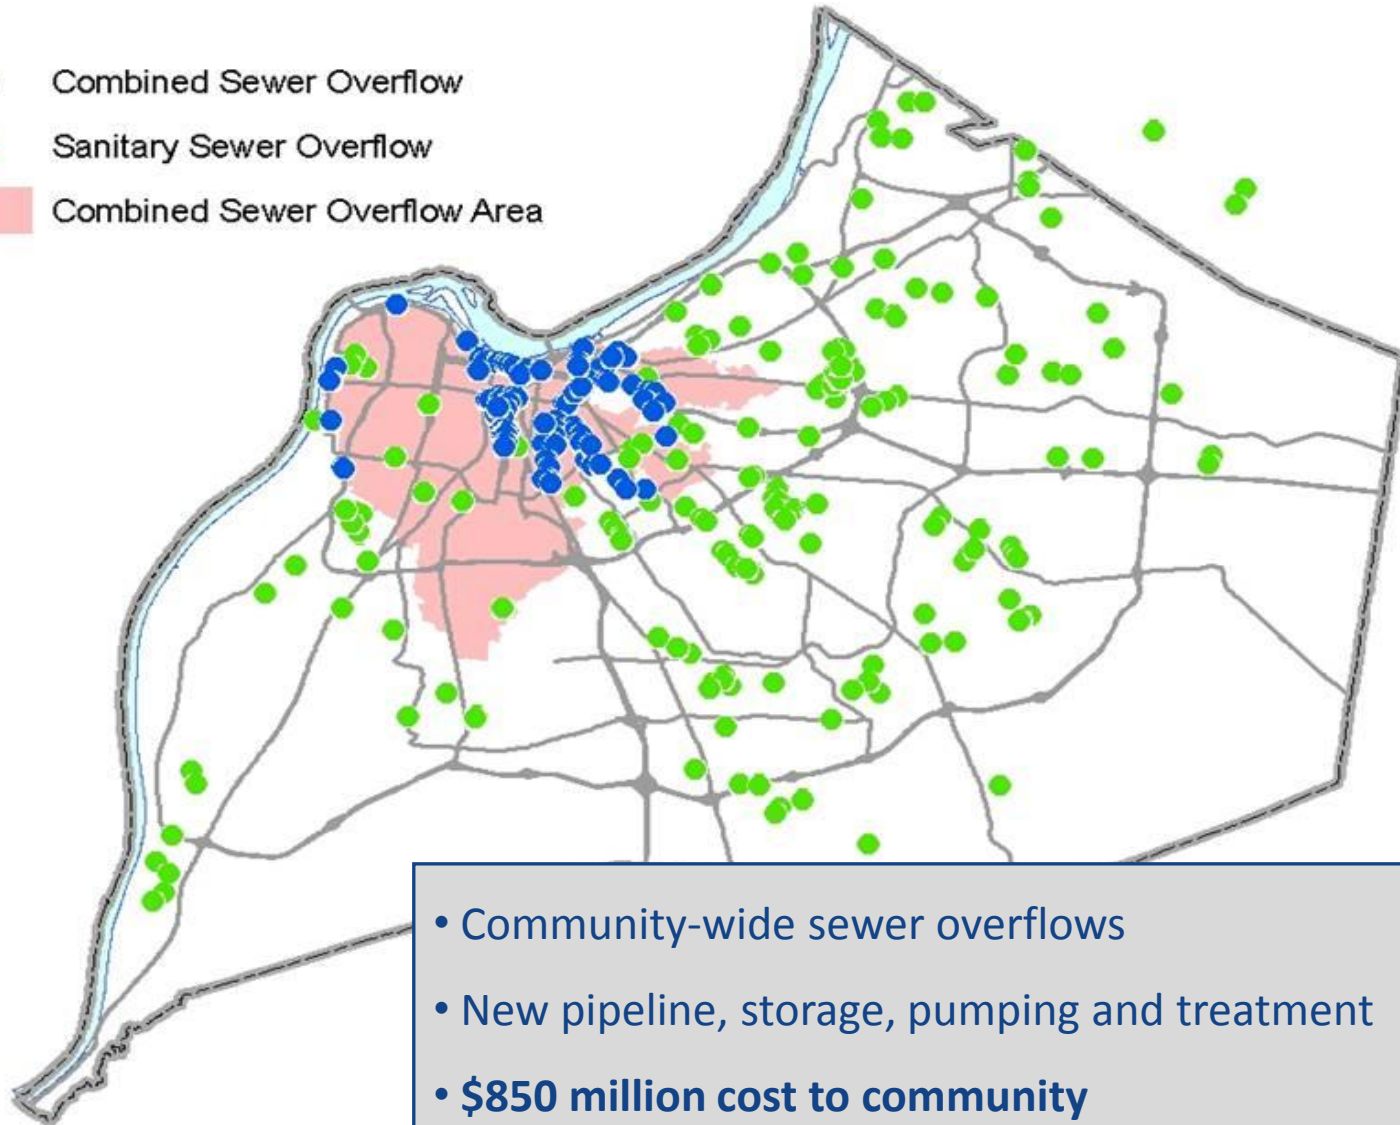 Combined Sewer Overflow
Sanitary Sewer Overflow
Combined Sewer Overflow Area
• Community-wide sewer overflows
• New pipeline, storage, pumping and treatment
• $850 million cost to community